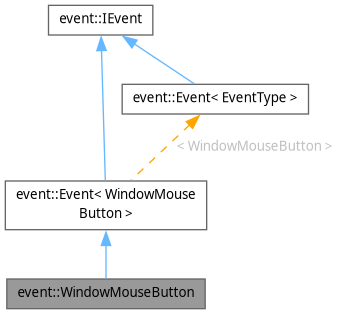 event::IEvent
event::Event< EventType >
< WindowMouseButton >
event::Event< WindowMouse
Button >
event::WindowMouseButton